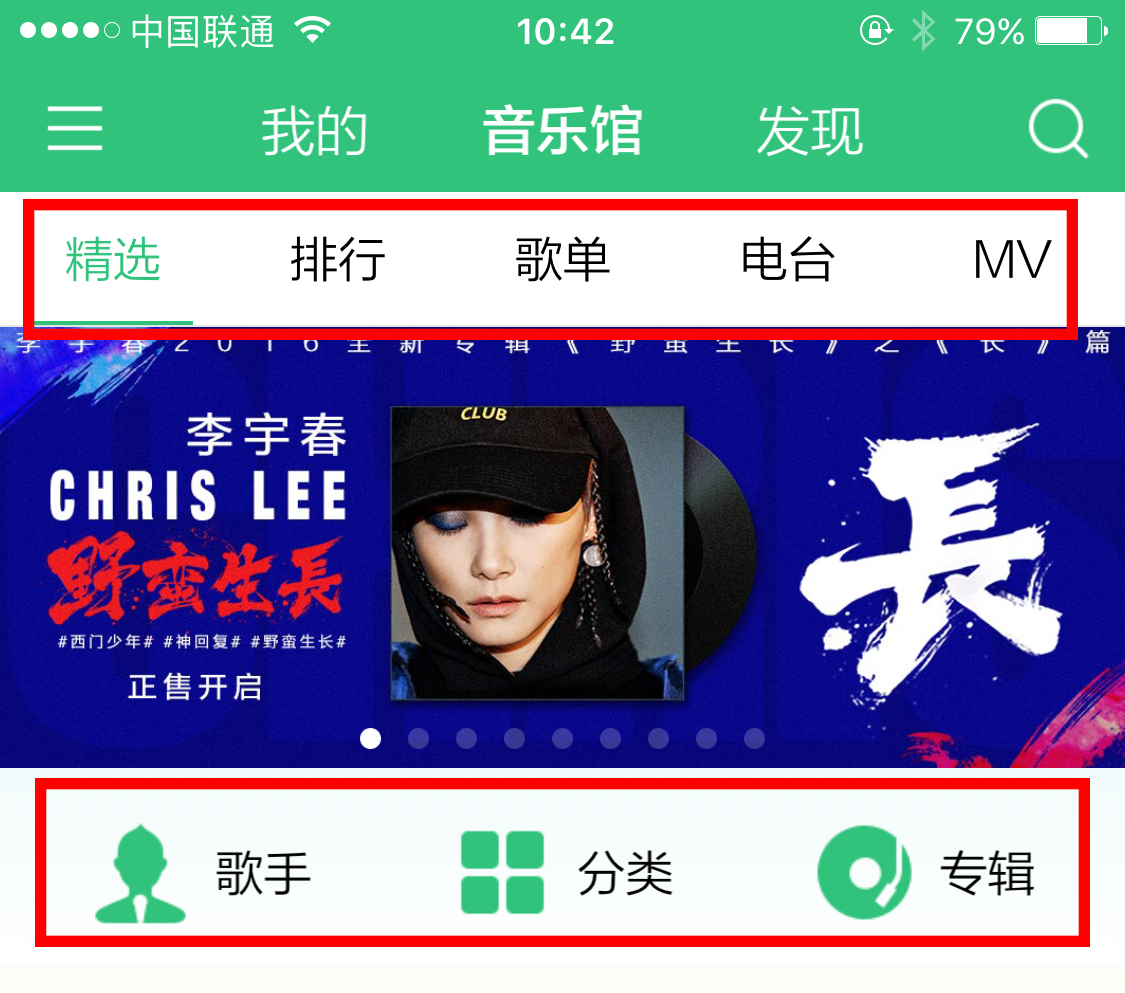 中国联通 10:42 79%
我的 音乐馆 发现
精选 排行 歌单 电台 MV
李宇春2016全新专辑《野蛮生长》之《长》篇
李宇春
CHRIS LEE
野蛮生長
#西门少年# #神回复# #野蛮生长#
正售开启
CLUB
長
歌手 分类 专辑